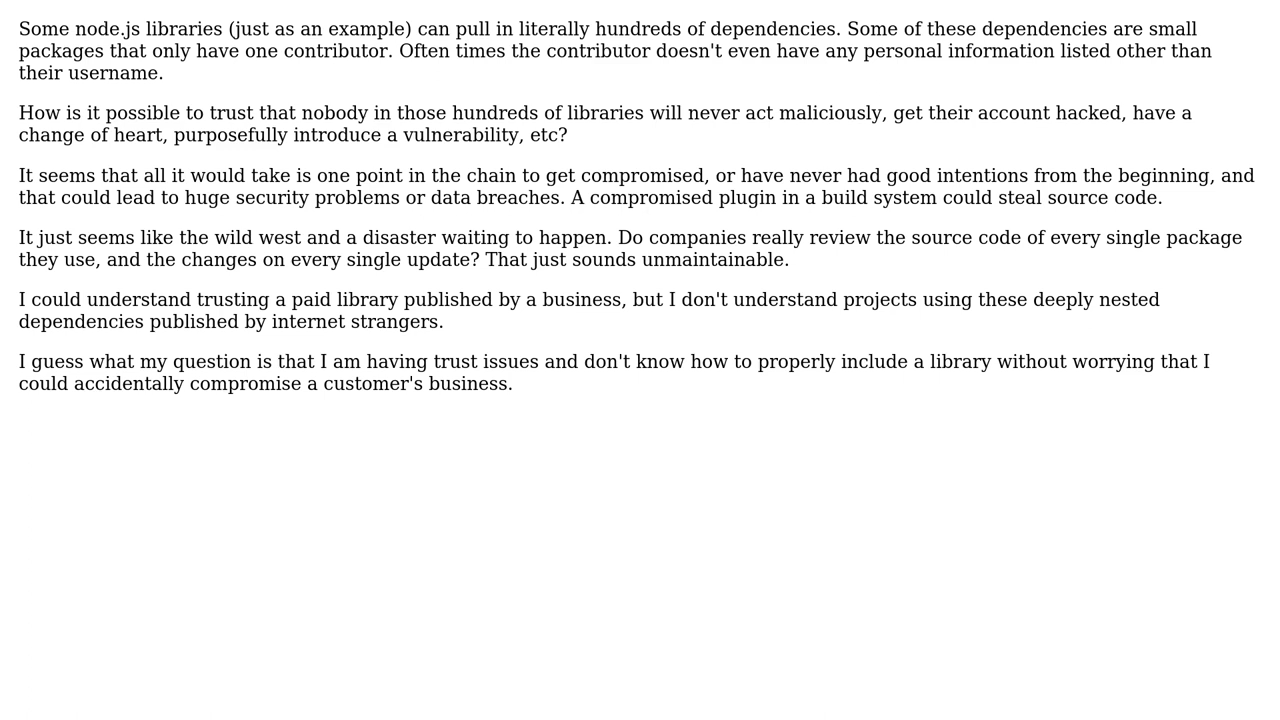 Some node.js libraries (just as an example) can pull in literally hundreds of dependencies. Some of these dependencies are small
packages that only have one contributor. Often times the contributor doesn't even have any personal information listed other than
their username.
How is it possible to trust that nobody in those hundreds of libraries will never act maliciously, get their account hacked, have a
change of heart, purposefully introduce a vulnerability, etc?
It seems that all it would take is one point in the chain to get compromised, or have never had good intentions from the beginning, and
that could lead to huge security problems or data breaches. A compromised plugin in a build system could steal source code.
It just seems like the wild west and a disaster waiting to happen. Do companies really review the source code of every single package
they use, and the changes on every single update? That just sounds unmaintainable.
I could understand trusting a paid library published by a business, but I don't understand projects using these deeply nested
dependencies published by internet strangers.
I guess what my question is that I am having trust issues and don't know how to properly include a library without worrying that I
could accidentally compromise a customer's business.